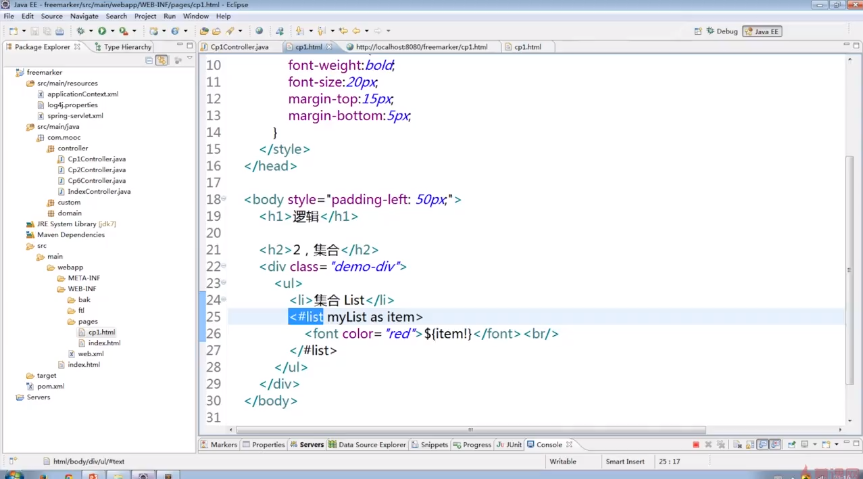 Java EE - freemarker/src/main/webapp/WEB-INF/pages/cp1.html - Eclipse
File Edit Source Navigate Search Project Run Window Help
Debug Java EE
Package Explorer Type Hierarchy
freemarker
src/main/resources
applicationContext.xml
log4j.properties
spring-servlet.xml
src/main/java
com.mooc
controller
Cp1Controller.java
Cp2Controller.java
Cp6Controller.java
IndexController.java
custom
domain
JRE System Library [jdk7]
Maven Dependencies
src
main
webapp
META-INF
WEB-INF
bak
ftl
pages
cp1.html
index.html
web.xml
index.html
target
pom.xml
Servers
Cp1Controller.java cp1.html http://localhost:8080/freemarker/cp1.html cp1.html
10 font-weight:bold;
11 font-size:20px;
12 margin-top:15px;
13 margin-bottom:5px;
14 }
15 </style>
16 </head>
17
18 <body style="padding-left: 50px;">
19 <h1>逻辑</h1>
20
21 <h2>2，集合</h2>
22 <div class="demo-div">
23 <ul>
24 <li>集合 List</li>
25 <#list myList as item>
26 <font color="red">${item!}</font><br/>
27 </#list>
28 </ul>
29 </div>
30 </body>
31
Markers Properties Servers Data Source Explorer Snippets Progress JUnit Console
html/body/div/ul/#text Writable Smart Insert 25 : 17